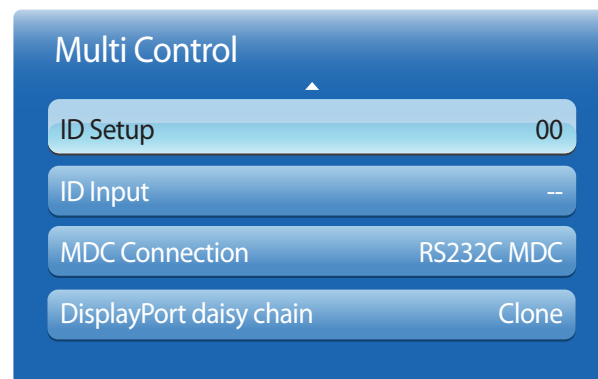 Multi Control
ID Setup 00
ID Input --
MDC Connection RS232C MDC
DisplayPort daisy chain Clone